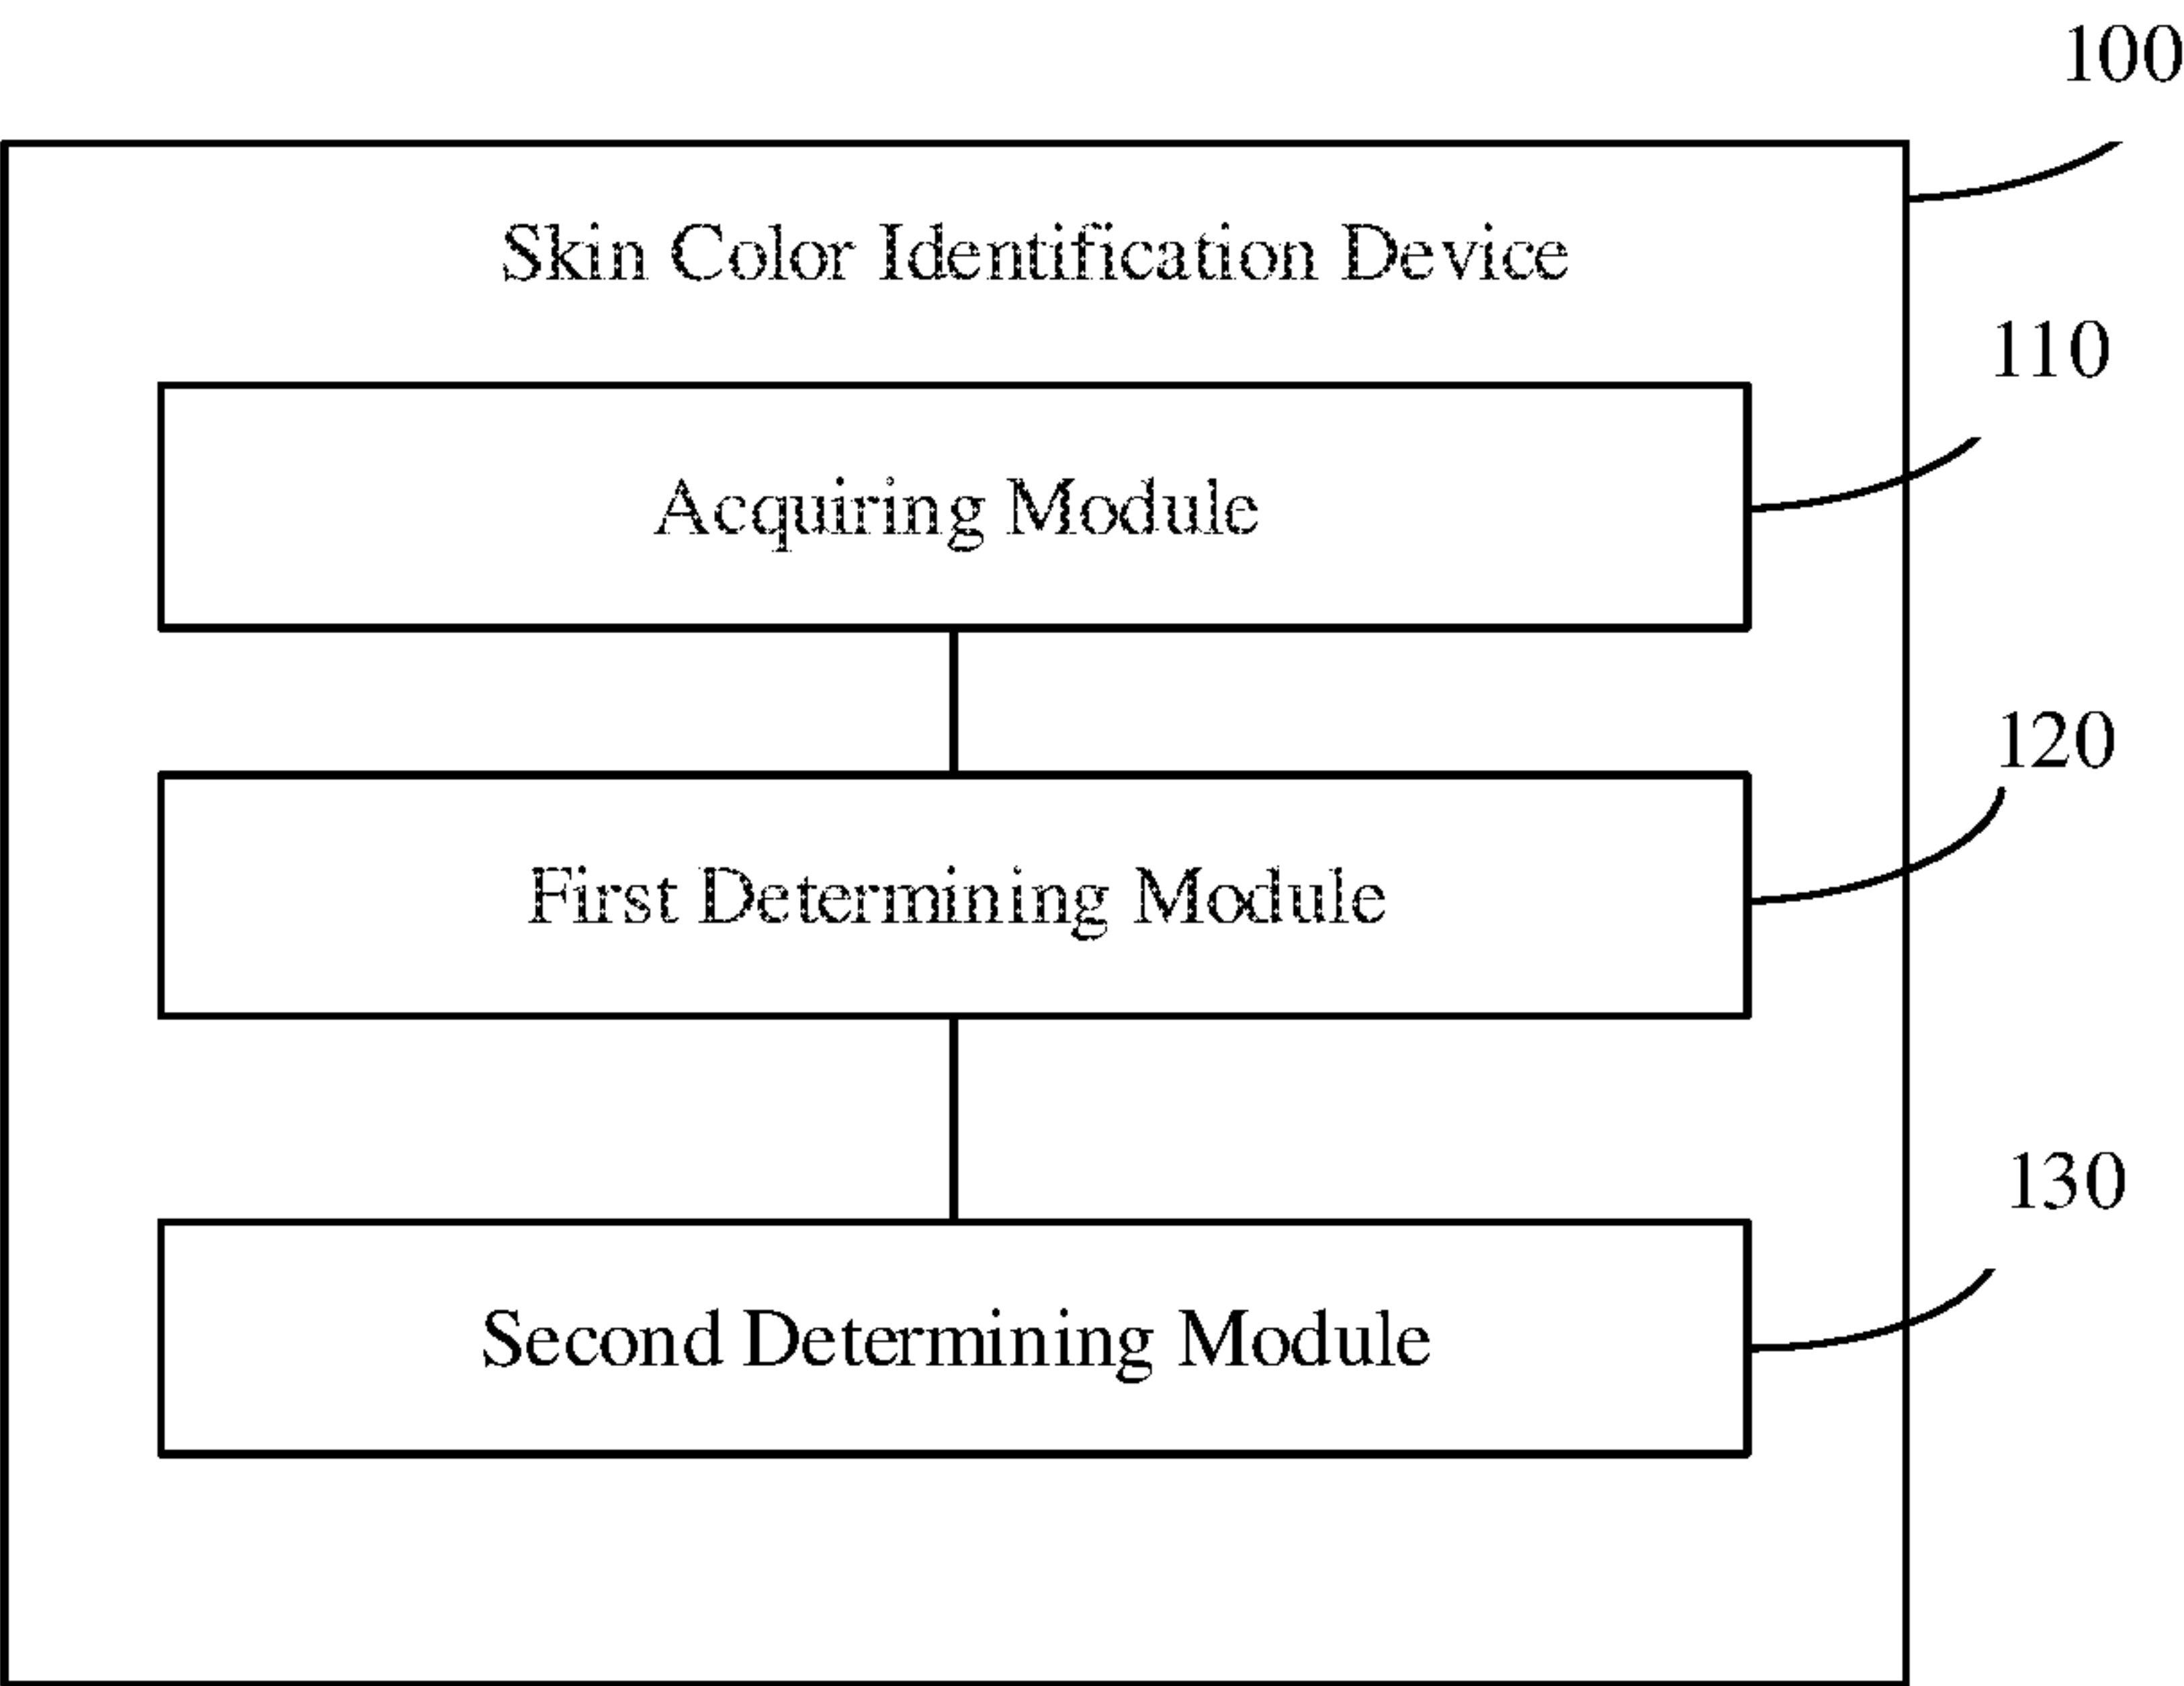 100
Skin Color Identification Device
110
Acquiring Module
120
First Determining Module
130
Second Determining Module